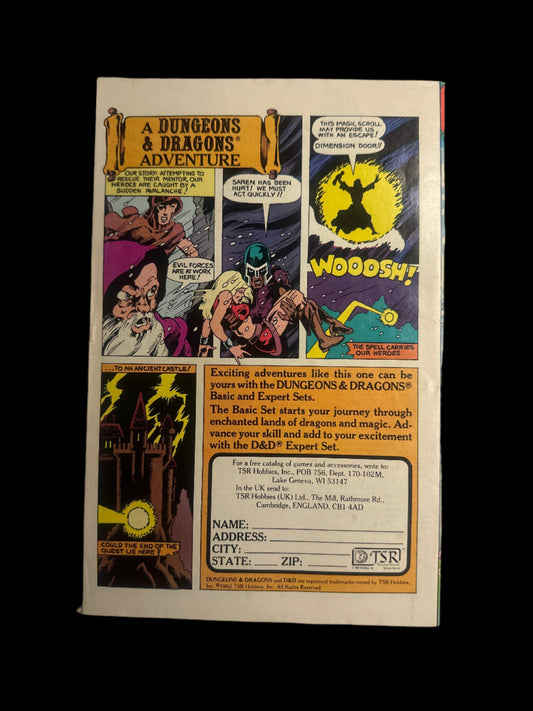 A DUNGEONS
& DRAGONS®
ADVENTURE
OUR STORY: ATTEMPTING TO
RESCUE THEIR MENTOR, OUR
HEROES ARE CAUGHT BY A
SUDDEN AVALANCHE!
EVIL FORCES
ARE AT WORK
HERE!
SAREN HAS BEEN
HURT! WE MUST
ACT QUICKLY!!
THIS MAGIC SCROLL
MAY PROVIDE US
WITH AN ESCAPE!
DIMENSION DOOR!!
WOOOSH!
THE SPELL CARRIES
OUR HEROES
...TO AN ANCIENT CASTLE!
COULD THE END OF THE
QUEST LIE HERE?
Exciting adventures like this one can be
yours with the DUNGEONS & DRAGONS®
Basic and Expert Sets.
The Basic Set starts your journey through
enchanted lands of dragons and magic. Ad-
vance your skill and add to your excitement
with the D&D® Expert Set.
For a free catalog of games and accessories, write to:
TSR Hobbies, Inc., POB 756, Dept. 170-102M,
Lake Geneva, WI 53147
In the UK send to:
TSR Hobbies (UK) Ltd., The Mill, Rathmore Rd.,
Cambridge, ENGLAND, CB1 4AD
NAME:
ADDRESS:
CITY:
STATE: ZIP:
TSR
DUNGEONS & DRAGONS and D&D are registered trademarks owned by TSR Hobbies,
Inc. ©1982 TSR Hobbies, Inc. All Rights Reserved.